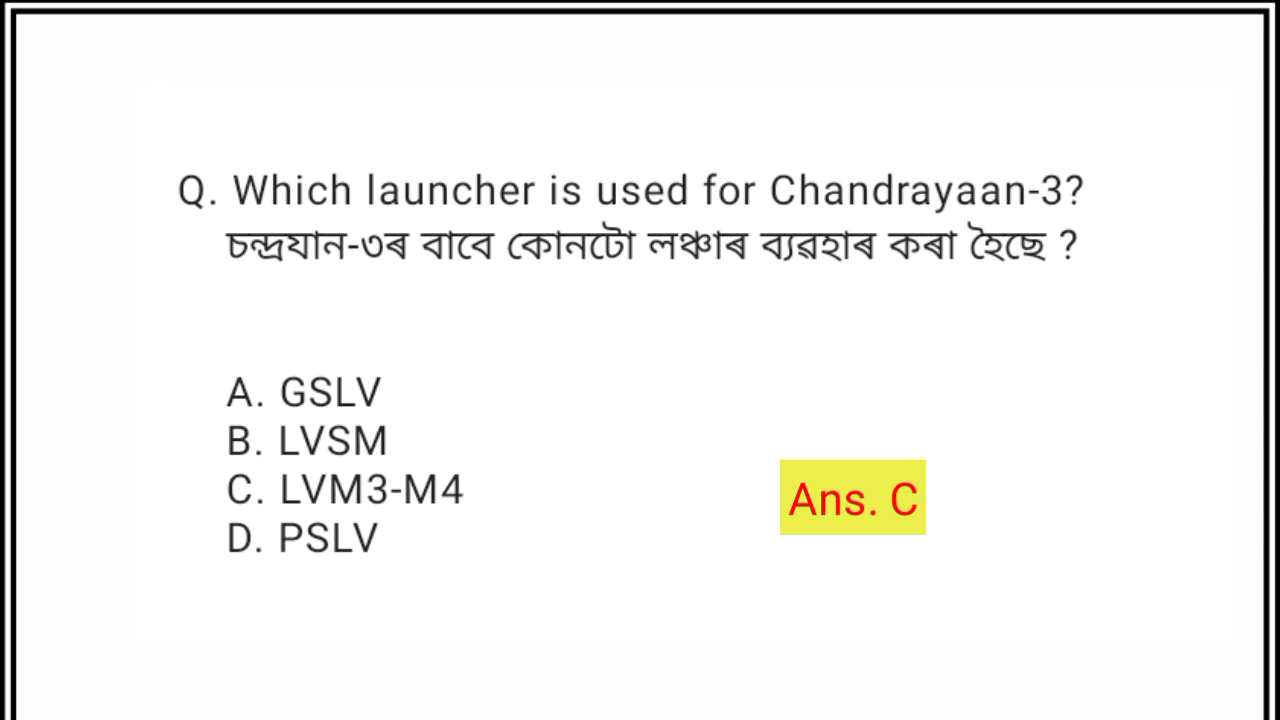 Q. Which launcher is used for Chandrayaan-3?
চন্দ্ৰযান-৩ৰ বাবে কোনটো লঞ্চাৰ ব্যৱহাৰ কৰা হৈছে ?
A. GSLV
B. LVSM
C. LVM3-M4
D. PSLV
Ans. C